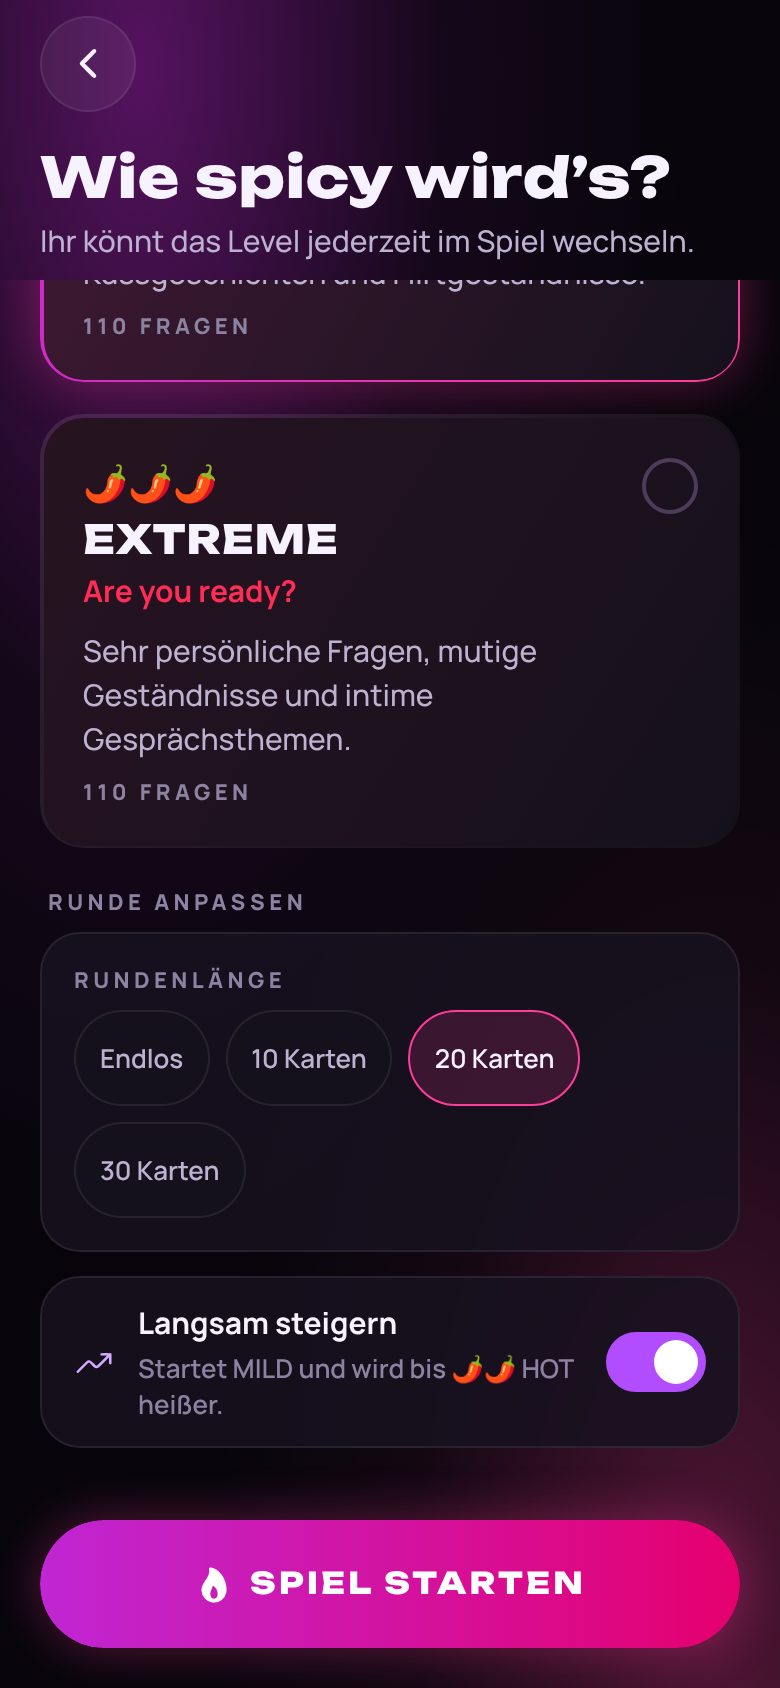 Wie spicy wird's?
Ihr könnt das Level jederzeit im Spiel wechseln.
110 FRAGEN
EXTREME
Are you ready?
Sehr persönliche Fragen, mutige
Geständnisse und intime
Gesprächsthemen.
110 FRAGEN
RUNDE ANPASSEN
RUNDENLÄNGE
Endlos
10 Karten
20 Karten
30 Karten
Langsam steigern
Startet MILD und wird bis 🌶️🌶️ HOT
heißer.
SPIEL STARTEN